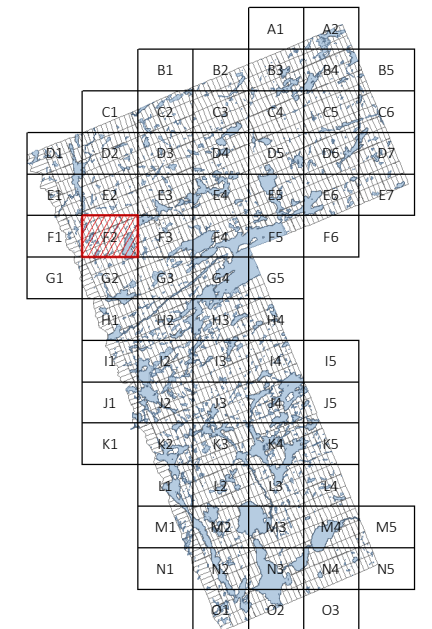 A1 A2
B1 B2 B3 B4 B5
C1 C2 C3 C4 C5 C6
D1 D2 D3 D4 D5 D6 D7
E1 E2 E3 E4 E5 E6 E7
F1 F2 F3 F4 F5 F6
G1 G2 G3 G4 G5
H1 H2 H3 H4
I1 I2 I3 I4 I5
J1 J2 J3 J4 J5
K1 K2 K3 K4 K5
L1 L2 L3 L4
M1 M2 M3 M4 M5
N1 N2 N3 N4 N5
O1 O2 O3